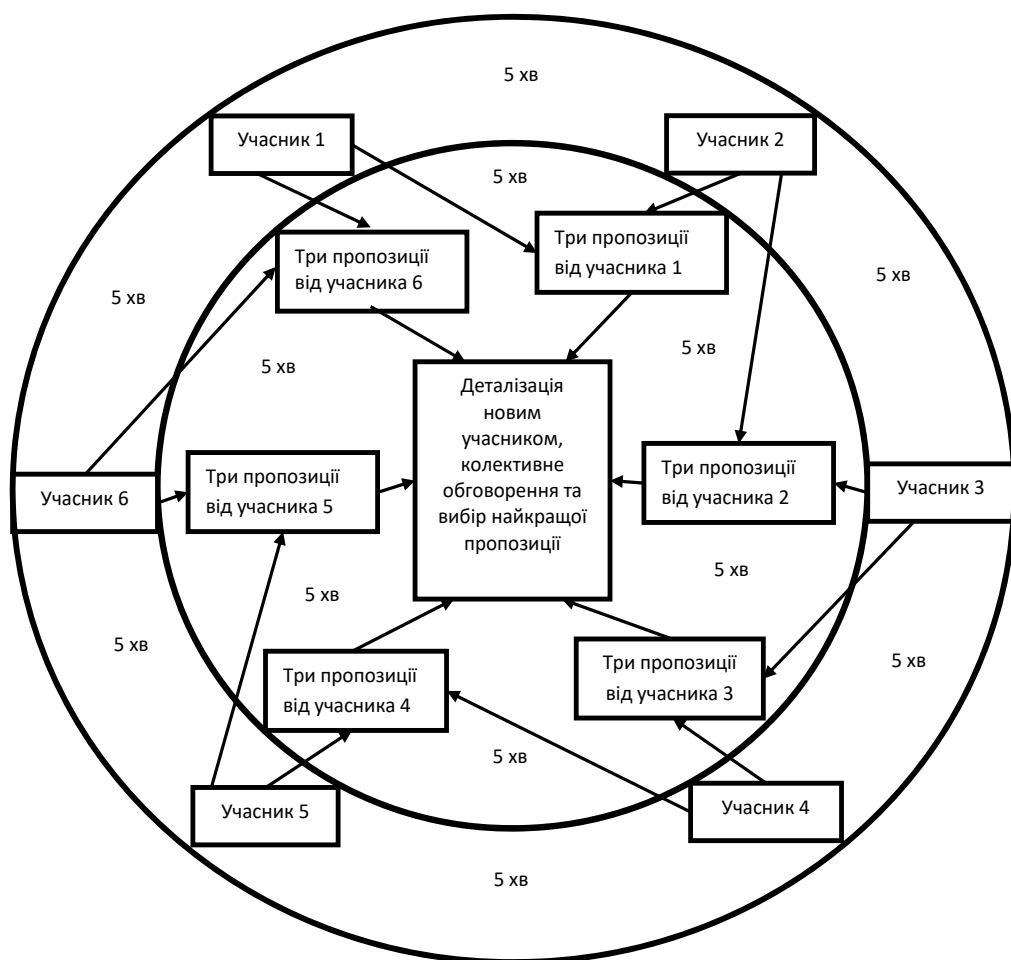 5 хв
Учасник 1
Учасник 2
5 хв
Три пропозиції
від учасника 1
Три пропозиції
від учасника 6
5 хв
5 хв
5 хв
5 хв
Деталізація
новим
учасником,
колективне
обговорення та
вибір найкращої
пропозиції
Три пропозиції
від учасника 5
Три пропозиції
від учасника 2
Учасник 6
Учасник 3
5 хв
5 хв
5 хв
5 хв
Три пропозиції
від учасника 4
Три пропозиції
від учасника 3
5 хв
Учасник 5
Учасник 4
5 хв